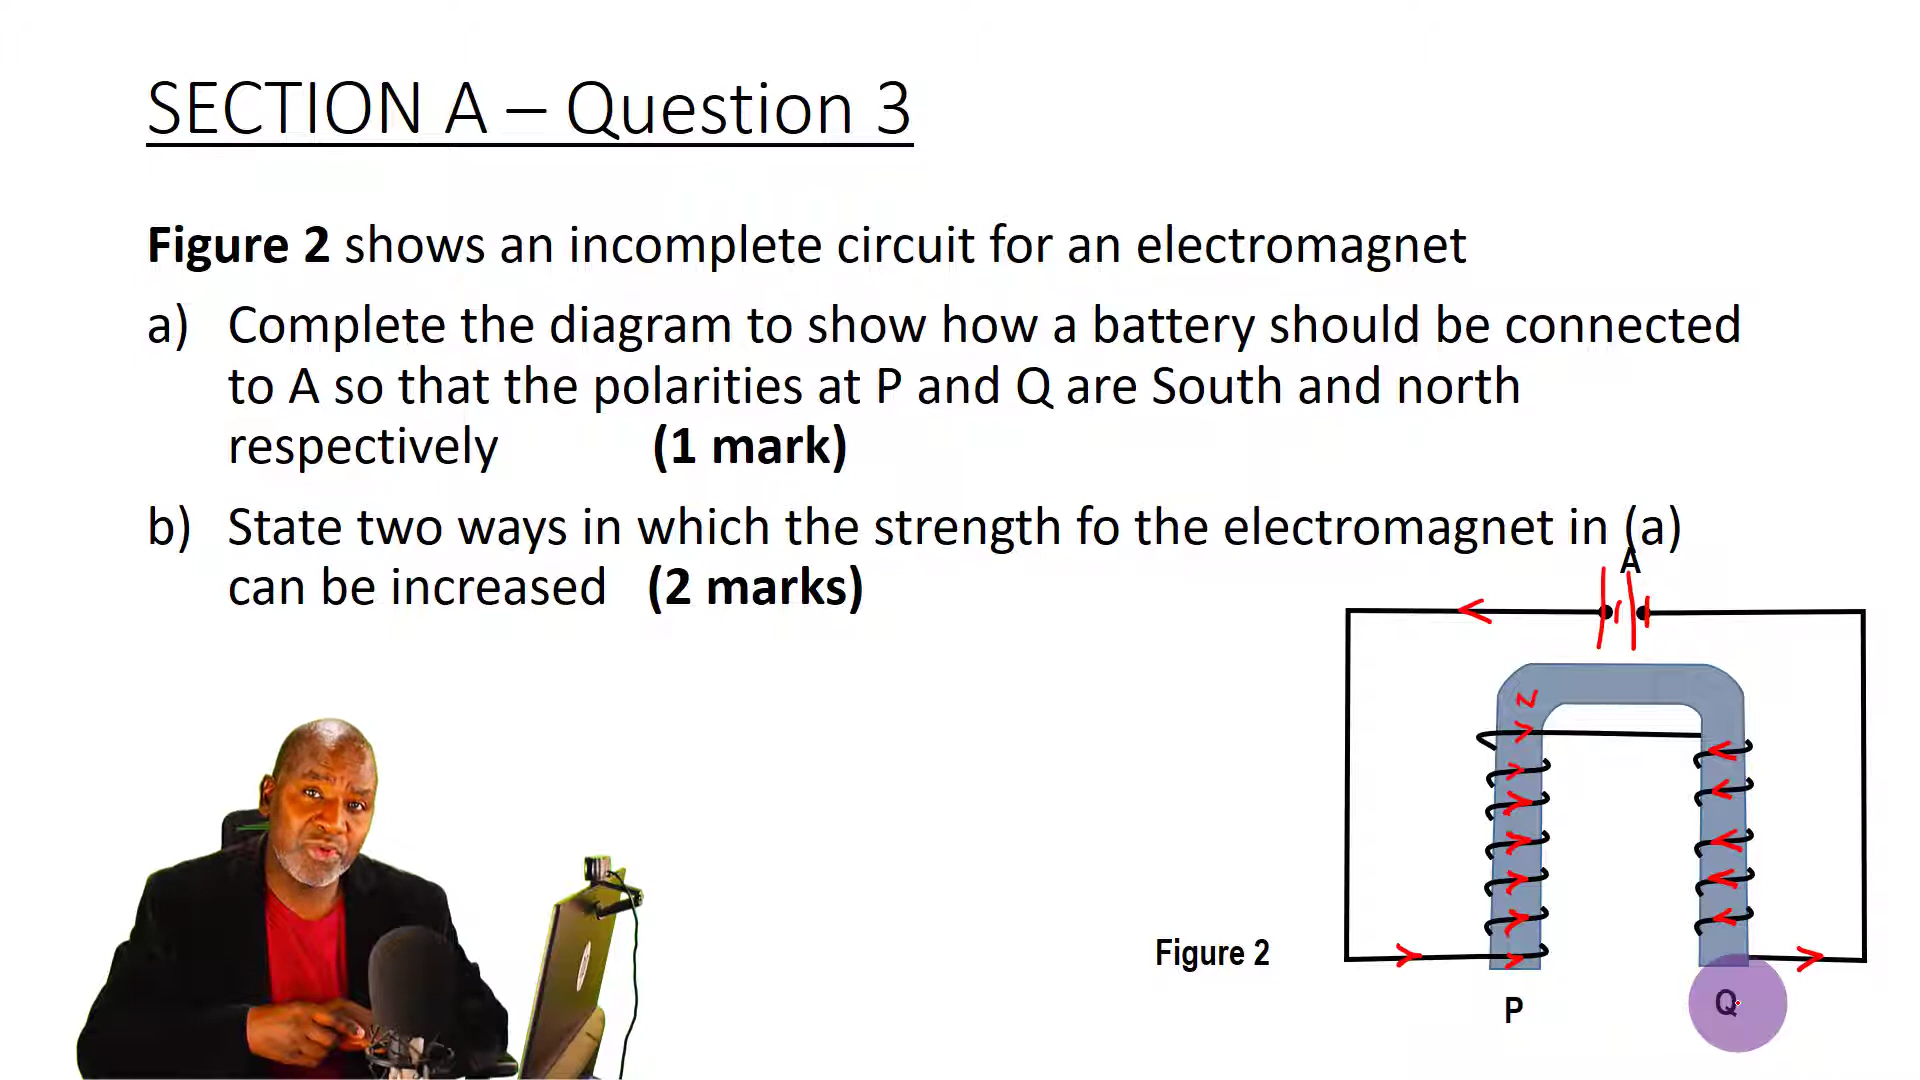 SECTION A – Question 3
Figure 2 shows an incomplete circuit for an electromagnet
a) Complete the diagram to show how a battery should be connected
to A so that the polarities at P and Q are South and north
respectively (1 mark)
b) State two ways in which the strength fo the electromagnet in (a)
can be increased (2 marks)
A
N
Figure 2
P
Q